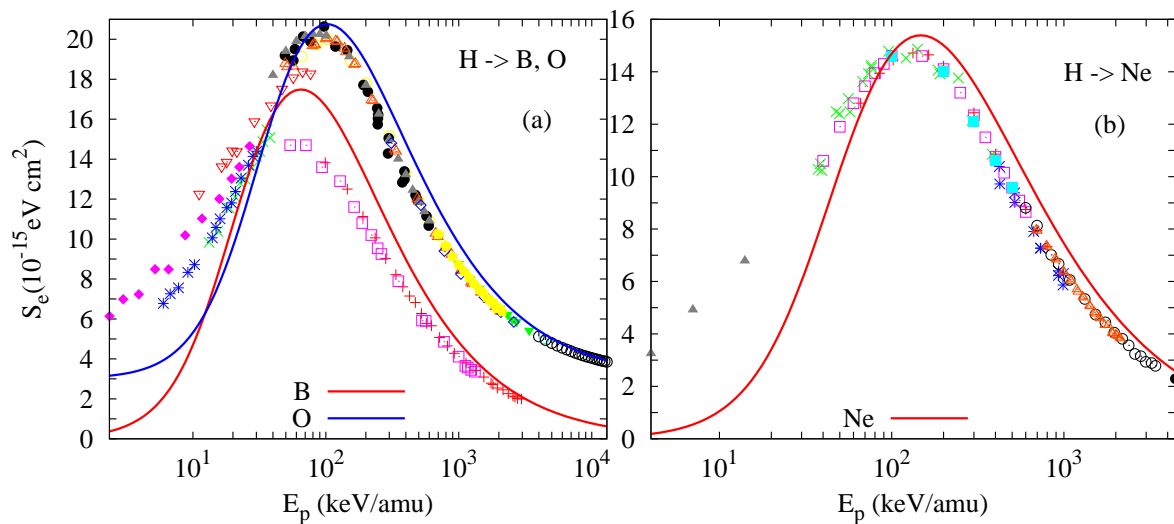 S_e(10^-15 eV cm^2)
20
18
16
14
12
10
8
6
4
2
0
H -> B, O
(a)
B
O
10^1
10^2
10^3
10^4
E_p (keV/amu)
16
14
12
10
8
6
4
2
0
H -> Ne
(b)
Ne
10^1
10^2
10^3
E_p (keV/amu)